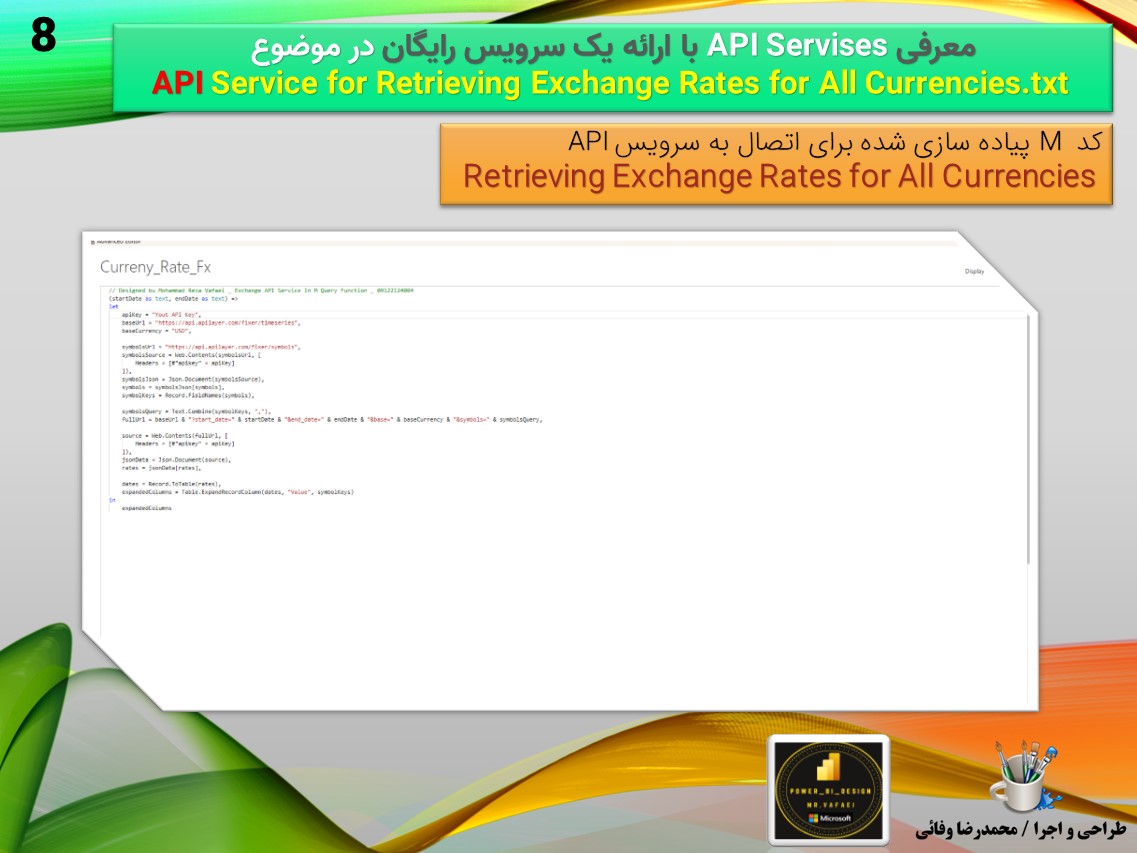 8
معرفی API Servises با ارائه یک سرویس رایگان در موضوع
API Service for Retrieving Exchange Rates for All Currencies.txt
کد M پیاده سازی شده برای اتصال به سرویس API
Retrieving Exchange Rates for All Currencies
Advanced Editor
Curreny_Rate_Fx
Display
// Designed by Mohammad Reza Vafaei _ Exchange API Service In M Query Function _ 09122124004
(startDate as text, endDate as text) =>
let
apiKey = "Yout API Key",
baseUrl = "https://api.apilayer.com/fixer/timeseries",
baseCurrency = "USD",
symbolsUrl = "https://api.apilayer.com/fixer/symbols",
symbolsSource = Web.Contents(symbolsUrl, [
Headers = [#"apikey" = apiKey]
]),
symbolsJson = Json.Document(symbolsSource),
symbols = symbolsJson[symbols],
symbolKeys = Record.FieldNames(symbols),
symbolsQuery = Text.Combine(symbolKeys, ","),
FullUrl = baseUrl & "?start_date=" & startDate & "&end_date=" & endDate & "&base=" & baseCurrency & "&symbols=" & symbolsQuery,
source = Web.Contents(FullUrl, [
Headers = [#"apikey" = apiKey]
]),
jsonData = Json.Document(source),
rates = jsonData[rates],
dates = Record.ToTable(rates),
expandedColumns = Table.ExpandRecordColumn(dates, "Value", symbolKeys)
in
expandedColumns
POWER_BI_DESIGN
MR.VAFAEI
Microsoft
طراحی و اجرا / محمدرضا وفائی